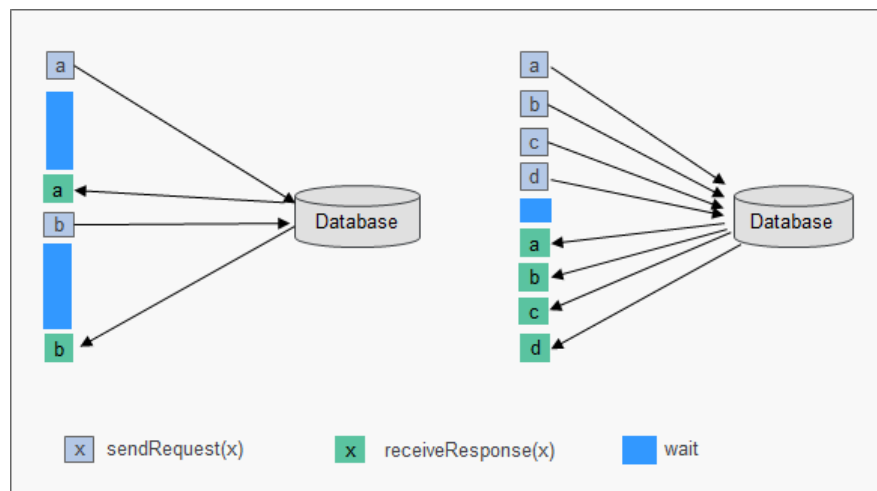 a
a
b
b
Database
a
b
c
d
a
b
c
d
Database
x sendRequest(x)
x receiveResponse(x)
wait